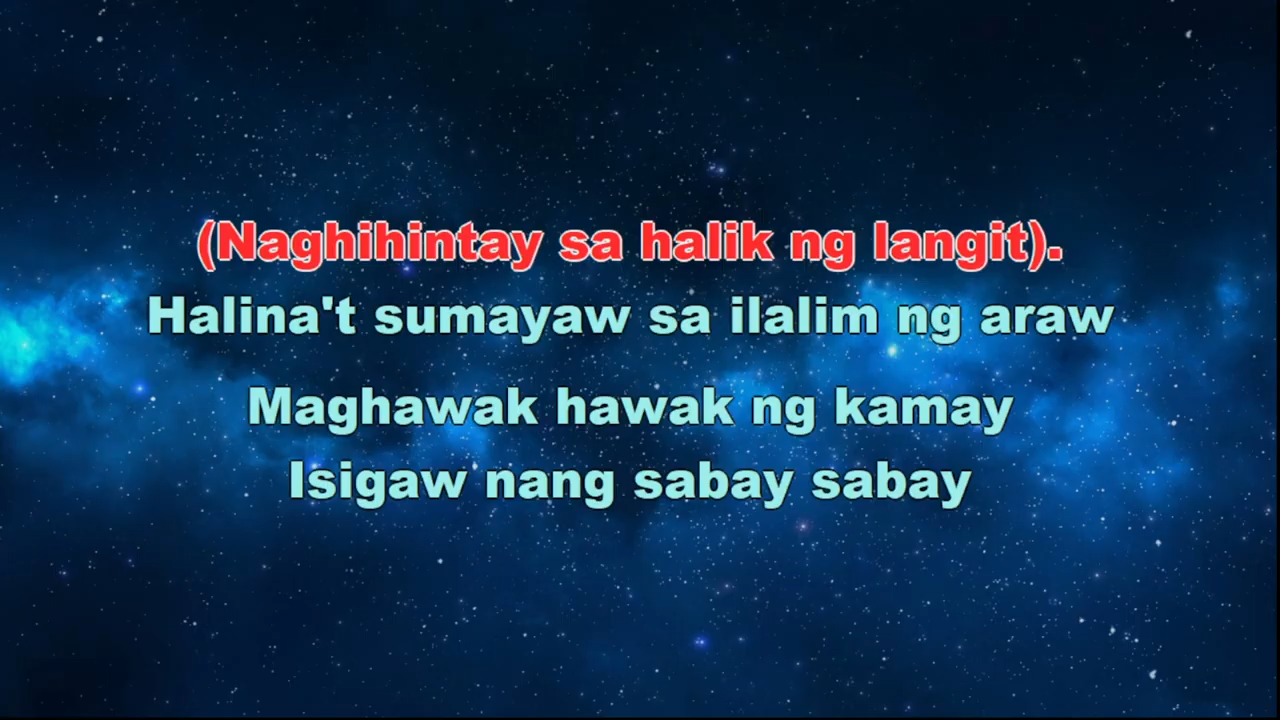 (Naghihintay sa halik ng langit).
Halina't sumayaw sa ilalim ng araw
Maghawak hawak ng kamay
Isigaw nang sabay sabay